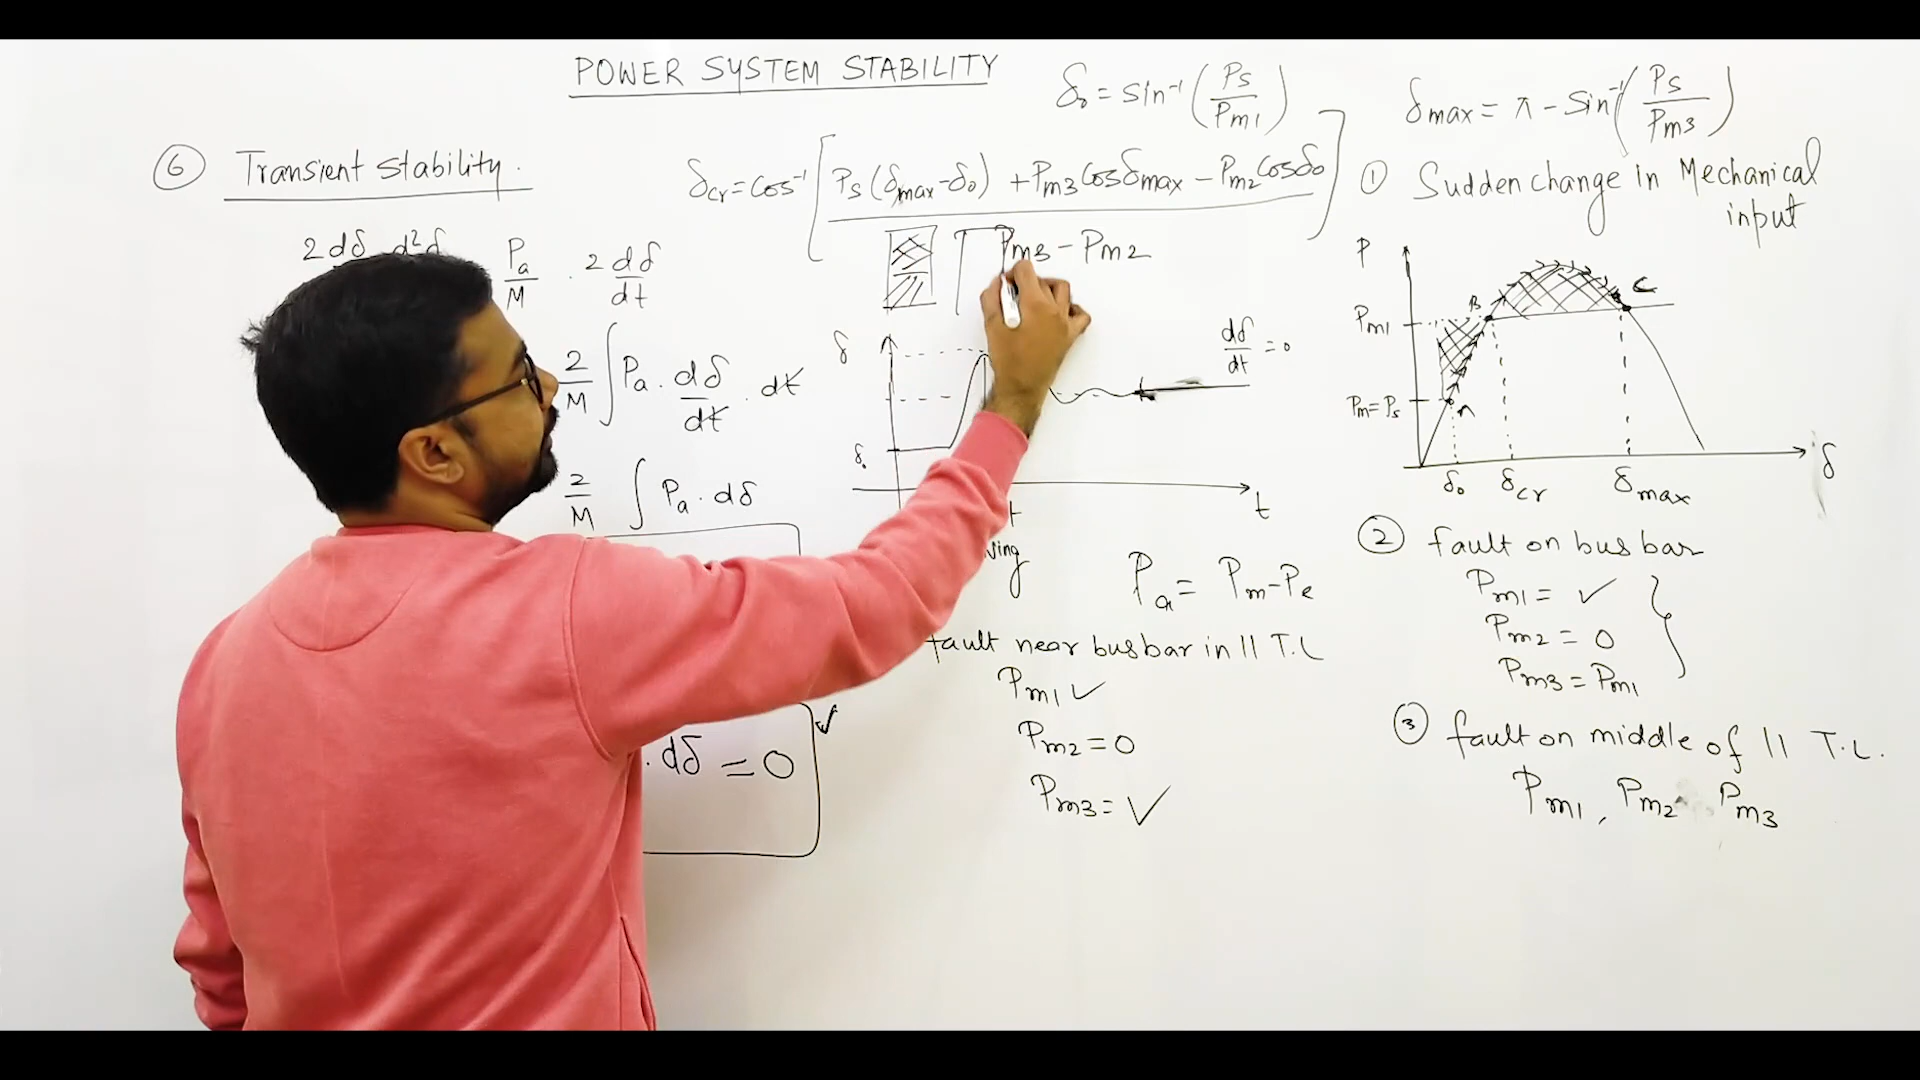 POWER SYSTEM STABILITY
δ₀ = sin⁻¹ (Ps / Pm1)
δmax = π - sin⁻¹ (Ps / Pm3)
⑥ Transient stability.
δcr = cos⁻¹ [ Ps (δmax - δ₀) + Pm3 cos δmax - Pm2 cos δ₀ / Pm3 - Pm2 ]
2 dδ d²δ
Pa / M . 2 dδ / dt
2 / M ∫ Pa . dδ / dt . dt
2 / M ∫ Pa . dδ
. dδ = 0 ✓
δ
δ₀
t
dδ / dt = 0
Pa = Pm - Pe
fault near busbar in || T.L
Pm1 ✓
Pm2 = 0
Pm3 = ✓
① Sudden change in Mechanical
input
P
Pm1
Pm = Ps
A
B
C
δ₀ δcr δmax
δ
② fault on bus bar
Pm1 = ✓
Pm2 = 0
Pm3 = Pm1
③ fault on middle of || T.L.
Pm1 , Pm2 Pm3